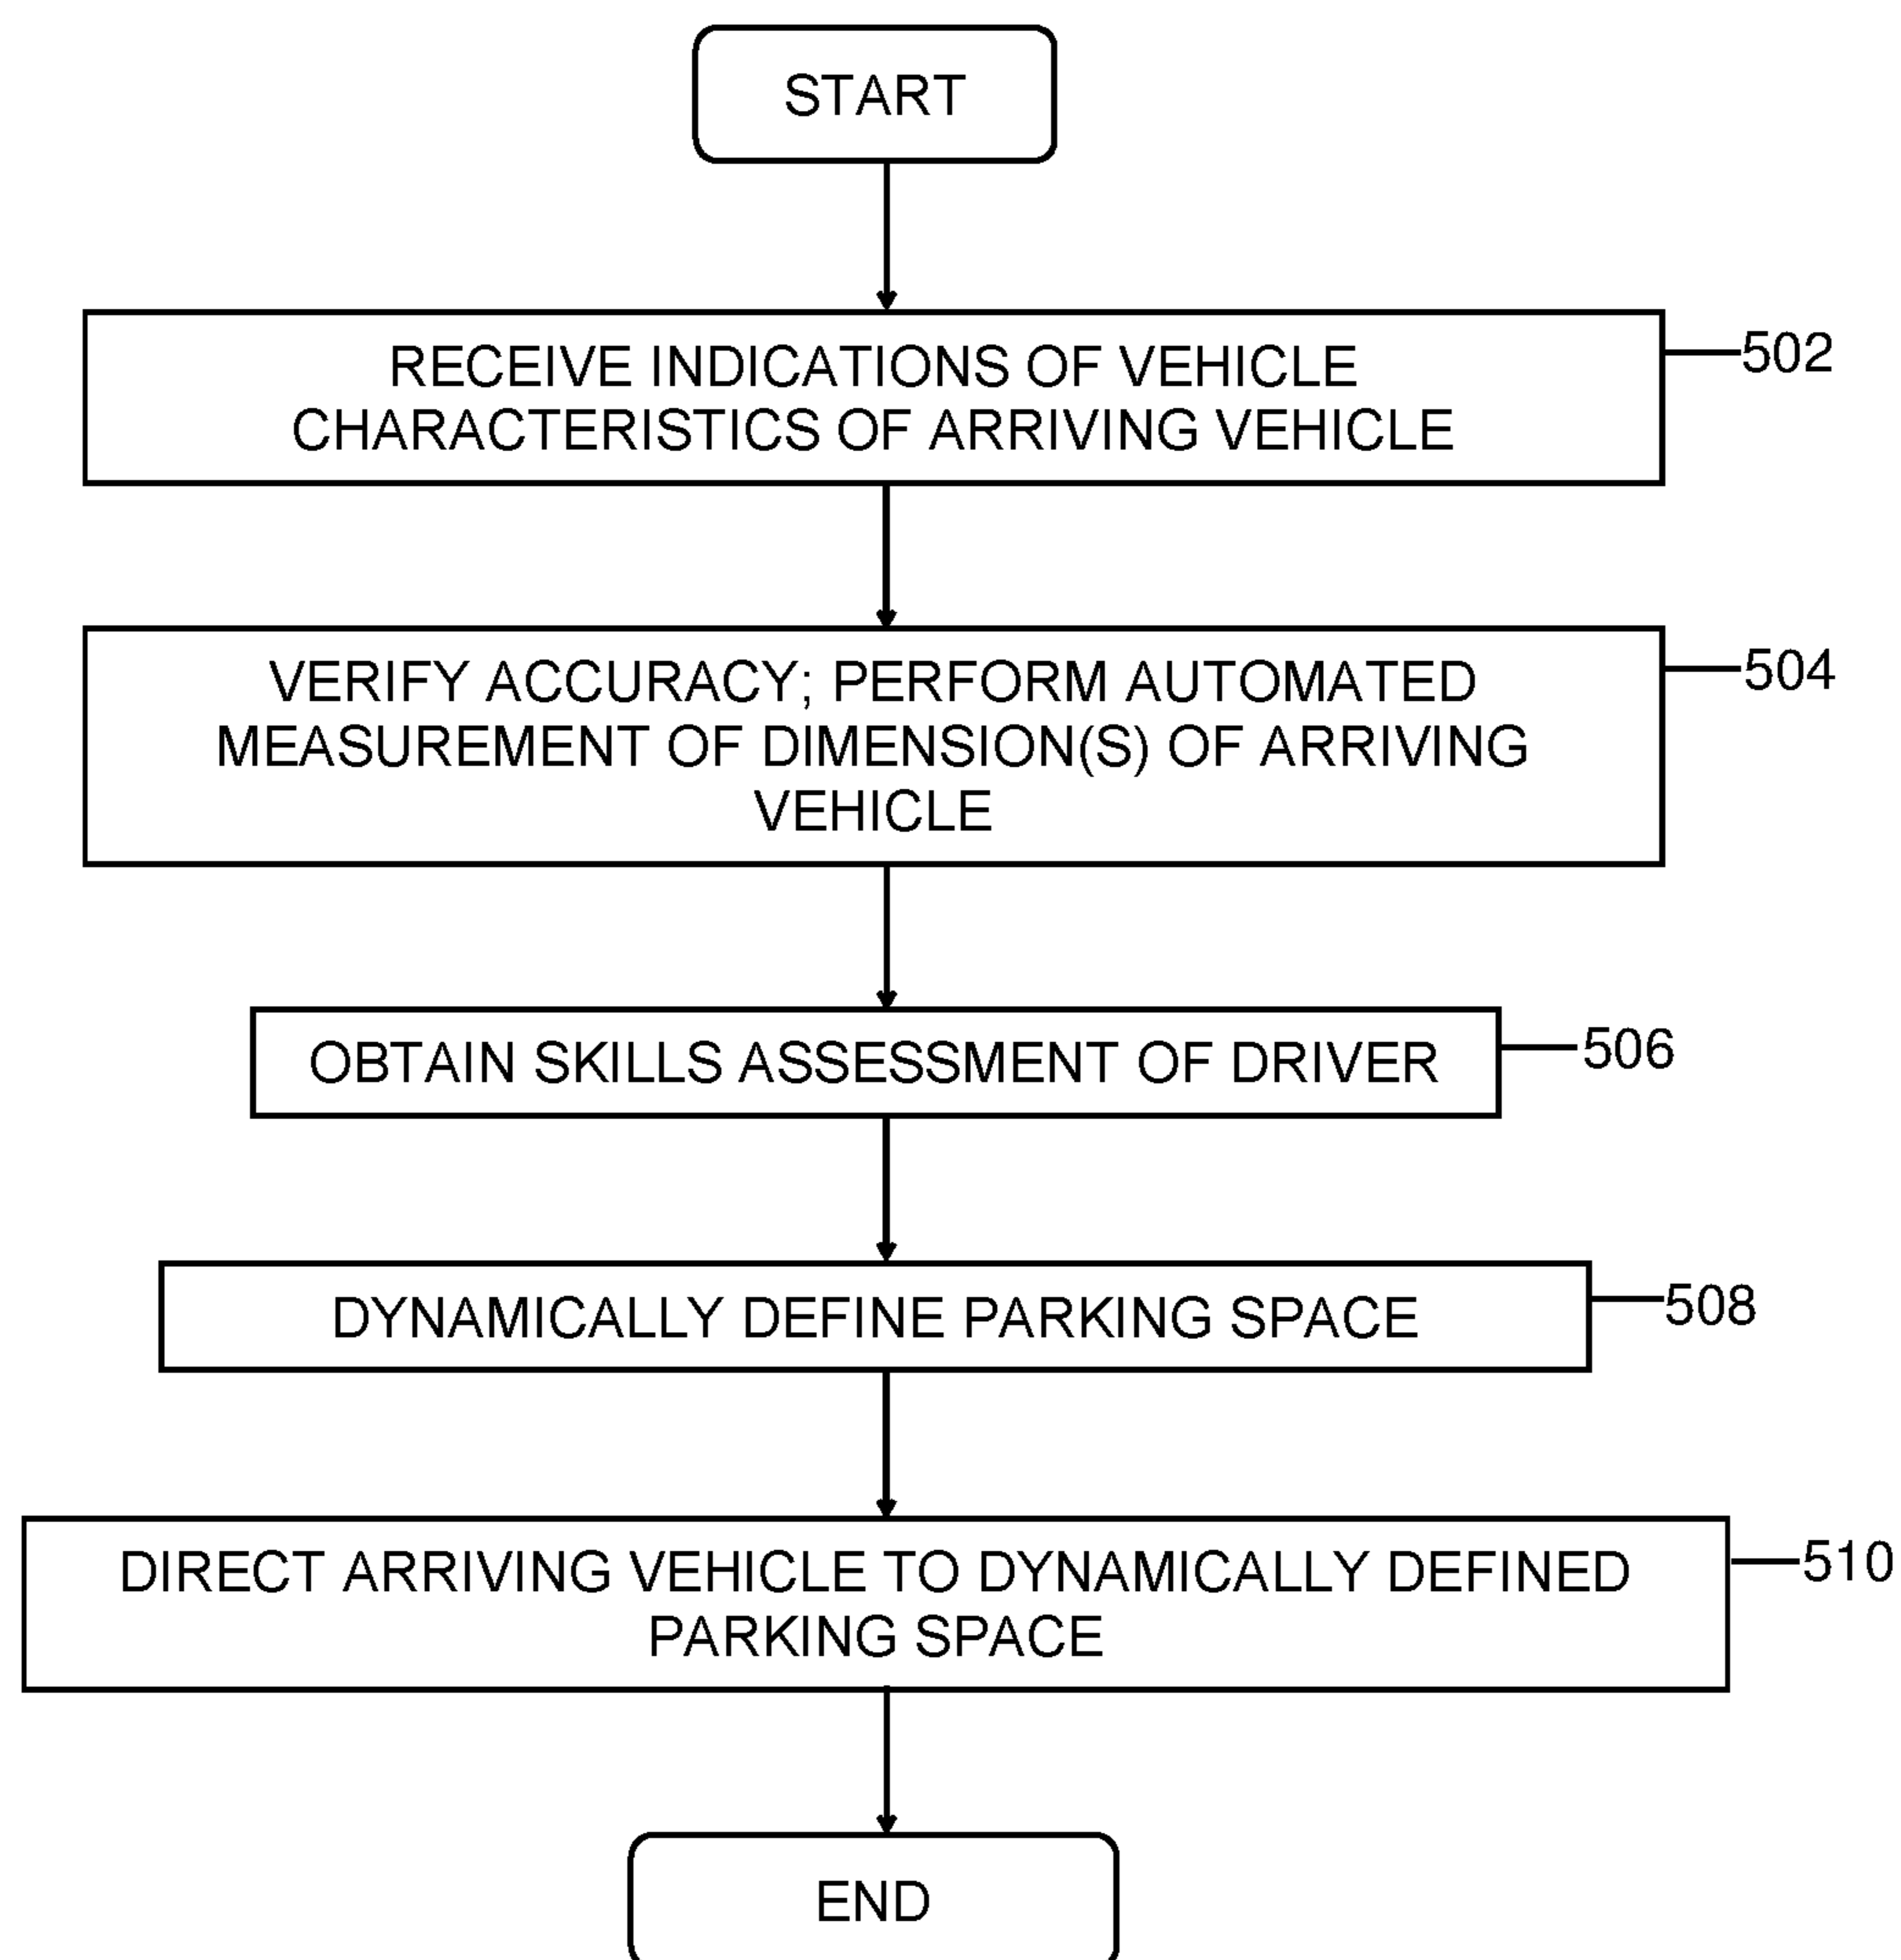 START
RECEIVE INDICATIONS OF VEHICLE
CHARACTERISTICS OF ARRIVING VEHICLE
502
VERIFY ACCURACY; PERFORM AUTOMATED
MEASUREMENT OF DIMENSION(S) OF ARRIVING
VEHICLE
504
OBTAIN SKILLS ASSESSMENT OF DRIVER
506
DYNAMICALLY DEFINE PARKING SPACE
508
DIRECT ARRIVING VEHICLE TO DYNAMICALLY DEFINED
PARKING SPACE
510
END